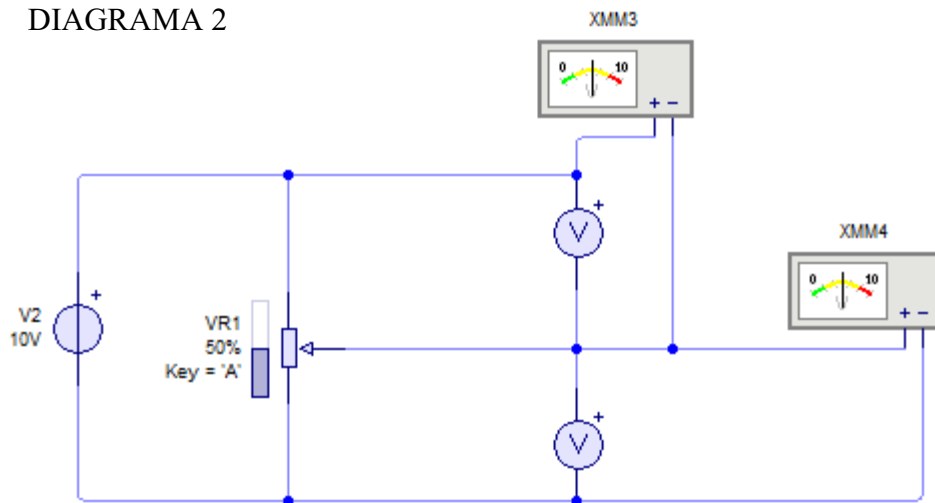 DIAGRAMA 2
XMM3
0 10
V
+ -
+
V
XMM4
0 10
V
+ -
V2
10V
+
VR1
50%
Key = 'A'
+
V